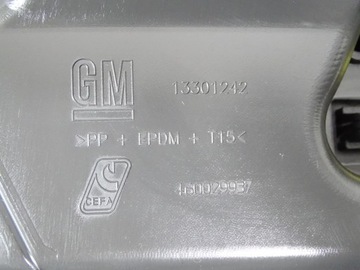 GM
13301242
>PP + EPDM + T15<
CEFA
460029937